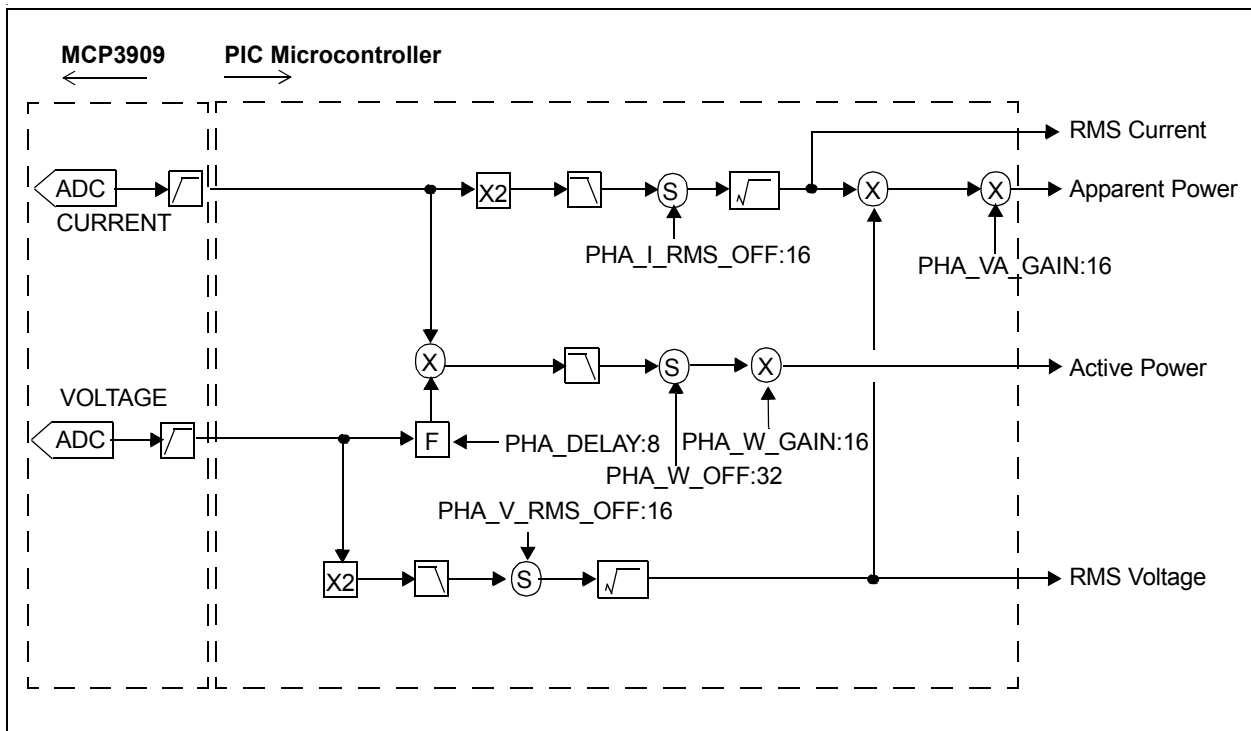 MCP3909
PIC Microcontroller
RMS Current
ADC
X2
S
X
X
Apparent Power
CURRENT
PHA_I_RMS_OFF:16
PHA_VA_GAIN:16
X
S
X
Active Power
VOLTAGE
ADC
F
PHA_DELAY:8
PHA_W_GAIN:16
PHA_W_OFF:32
PHA_V_RMS_OFF:16
X2
S
RMS Voltage